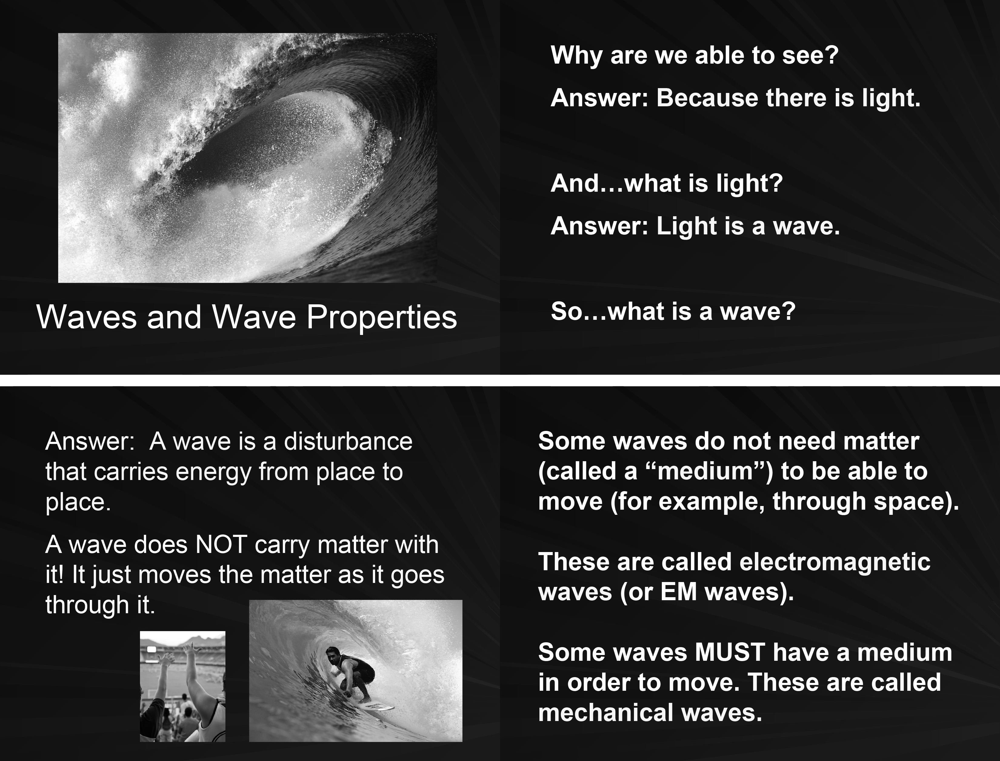 Waves and Wave Properties
Why are we able to see?
Answer: Because there is light.
And…what is light?
Answer: Light is a wave.
So…what is a wave?
Answer:  A wave is a disturbance
that carries energy from place to
place.
A wave does NOT carry matter with
it! It just moves the matter as it goes
through it.
Some waves do not need matter
(called a “medium”) to be able to
move (for example, through space).
These are called electromagnetic
waves (or EM waves).
Some waves MUST have a medium
in order to move. These are called
mechanical waves.